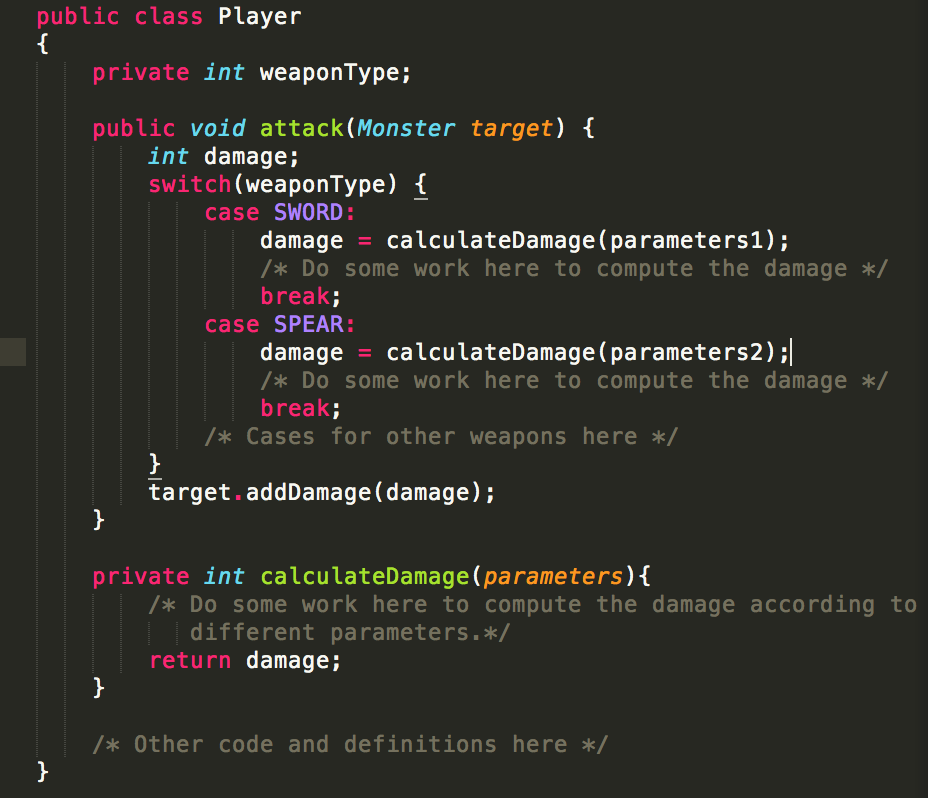 public class Player
{
    private int weaponType;

    public void attack(Monster target) {
        int damage;
        switch(weaponType) {
            case SWORD:
                damage = calculateDamage(parameters1);
                /* Do some work here to compute the damage */
                break;
            case SPEAR:
                damage = calculateDamage(parameters2);
                /* Do some work here to compute the damage */
                break;
            /* Cases for other weapons here */
        }
        target.addDamage(damage);
    }

    private int calculateDamage(parameters){
        /* Do some work here to compute the damage according to
           different parameters.*/
        return damage;
    }

    /* Other code and definitions here */
}